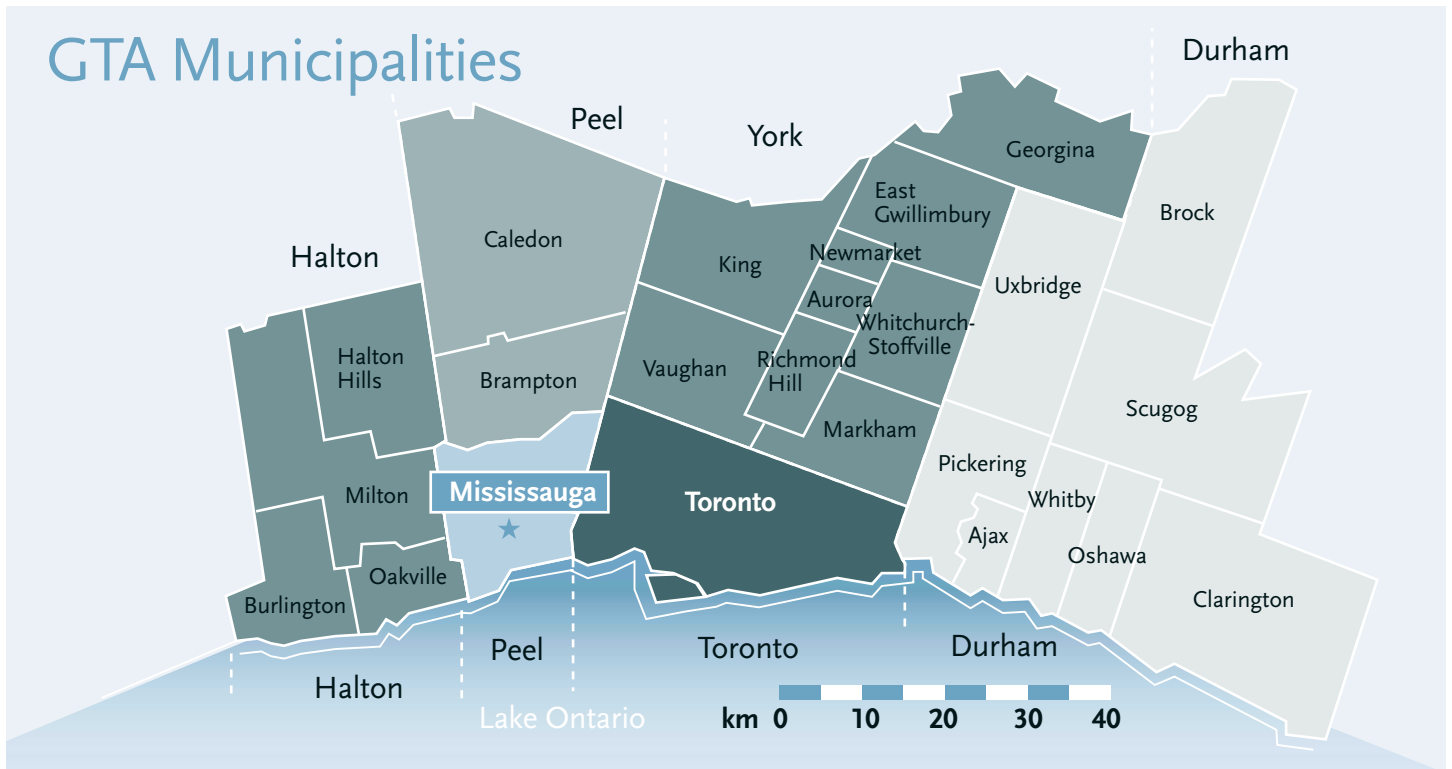 GTA Municipalities
Durham
Peel
York
Georgina
East
Gwillimbury
Brock
Caledon
Halton
Newmarket
King
Uxbridge
Aurora
Whitchurch-
Stoffville
Halton
Hills
Richmond
Hill
Vaughan
Brampton
Scugog
Markham
Pickering
Milton
Mississauga
Toronto
Whitby
Ajax
Oshawa
Oakville
Burlington
Clarington
Peel
Toronto
Durham
Halton
Lake Ontario
km 0 10 20 30 40